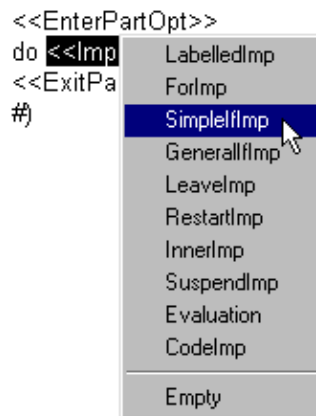 <<EnterPartOpt>>
do <<Imp
<<ExitPa
#)
LabelledImp
ForImp
SimpleIfImp
GeneralIfImp
LeaveImp
RestartImp
InnerImp
SuspendImp
Evaluation
CodeImp
Empty